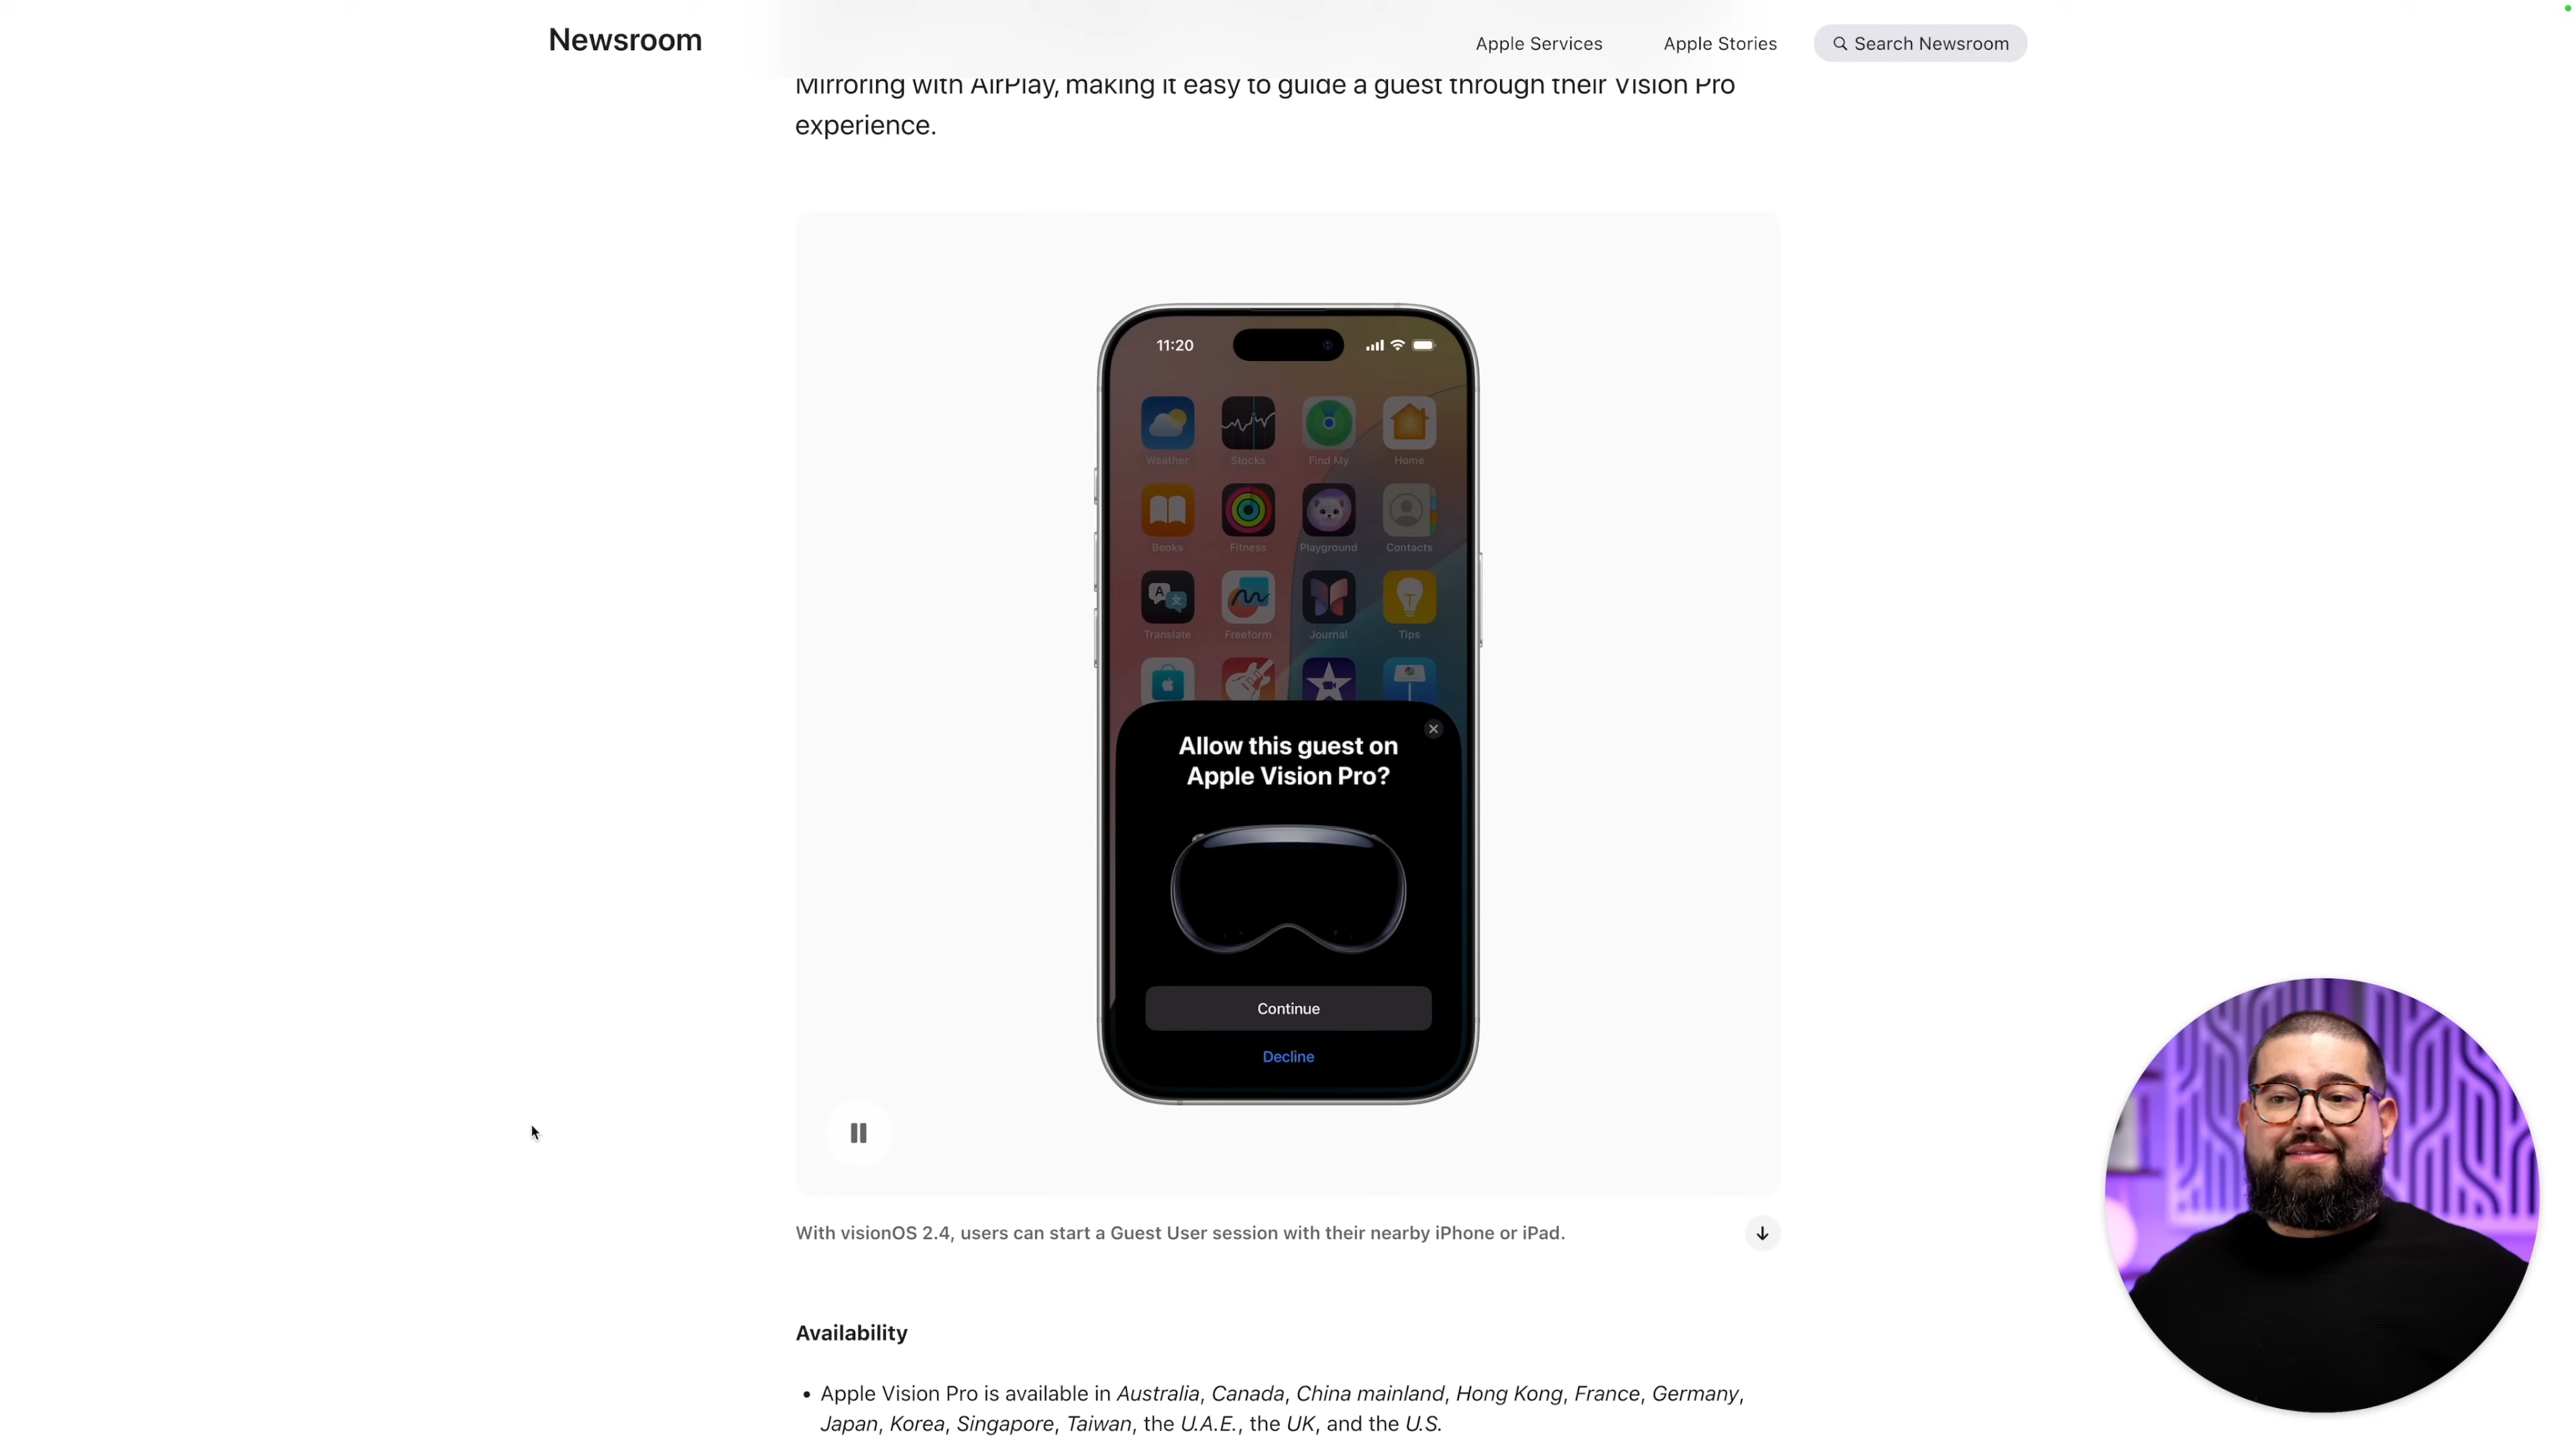 Newsroom
Apple Services
Apple Stories
Search Newsroom
Mirroring with AirPlay, making it easy to guide a guest through their Vision Pro
experience.
11:20
Weather
Stocks
Find My
Home
Books
Fitness
Playground
Contacts
Translate
Freeform
Journal
Tips
Allow this guest on
Apple Vision Pro?
Continue
Decline
With visionOS 2.4, users can start a Guest User session with their nearby iPhone or iPad.
Availability
• Apple Vision Pro is available in Australia, Canada, China mainland, Hong Kong, France, Germany,
Japan, Korea, Singapore, Taiwan, the U.A.E., the UK, and the U.S.